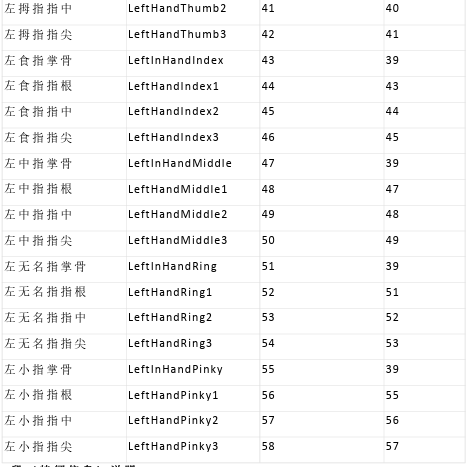 左拇指指中 LeftHandThumb2 41 40
左拇指指尖 LeftHandThumb3 42 41
左食指掌骨 LeftInHandIndex 43 39
左食指指根 LeftHandIndex1 44 43
左食指指中 LeftHandIndex2 45 44
左食指指尖 LeftHandIndex3 46 45
左中指掌骨 LeftInHandMiddle 47 39
左中指指根 LeftHandMiddle1 48 47
左中指指中 LeftHandMiddle2 49 48
左中指指尖 LeftHandMiddle3 50 49
左无名指掌骨 LeftInHandRing 51 39
左无名指指根 LeftHandRing1 52 51
左无名指指中 LeftHandRing2 53 52
左无名指指尖 LeftHandRing3 54 53
左小指掌骨 LeftInHandPinky 55 39
左小指指根 LeftHandPinky1 56 55
左小指指中 LeftHandPinky2 57 56
左小指指尖 LeftHandPinky3 58 57